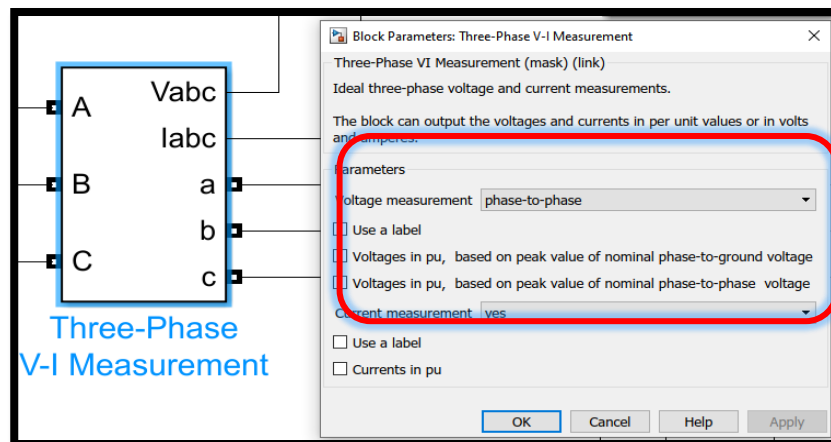 A
B
C
Vabc
Iabc
a
b
c
Three-Phase
V-I Measurement
Block Parameters: Three-Phase V-I Measurement
Three-Phase VI Measurement (mask) (link)
Ideal three-phase voltage and current measurements.
The block can output the voltages and currents in per unit values or in volts
and amperes.
Parameters
Voltage measurement phase-to-phase
Use a label
Voltages in pu, based on peak value of nominal phase-to-ground voltage
Voltages in pu, based on peak value of nominal phase-to-phase voltage
Current measurement yes
Use a label
Currents in pu
OK Cancel Help Apply